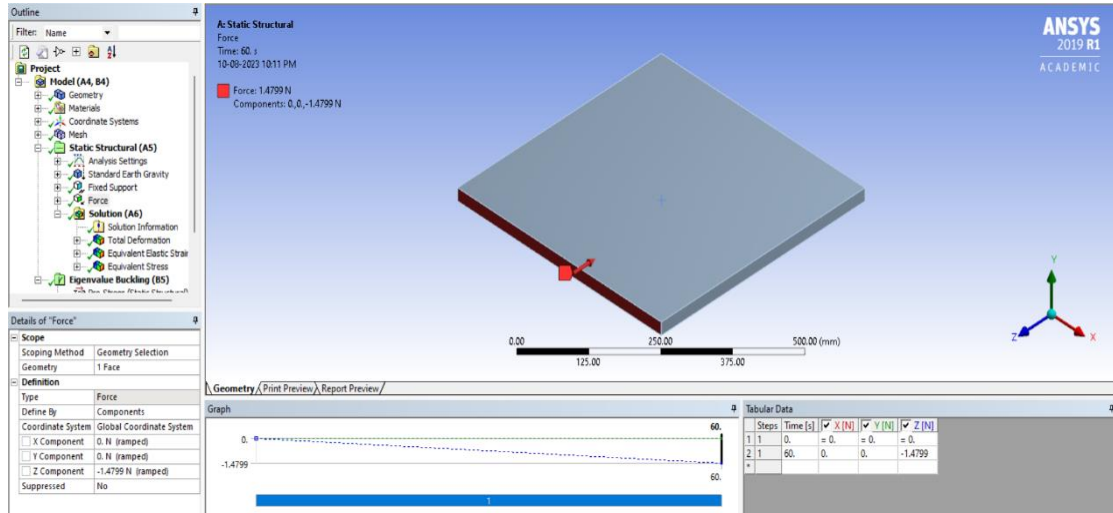 Outline
Filter: Name
Project
Model (A4, B4)
Geometry
Materials
Coordinate Systems
Mesh
Static Structural (A5)
Analysis Settings
Standard Earth Gravity
Fixed Support
Force
Solution (A6)
Solution Information
Total Deformation
Equivalent Elastic Strain
Equivalent Stress
Eigenvalue Buckling (B5)
Details of "Force"
Scope
Scoping Method Geometry Selection
Geometry 1 Face
Definition
Type Force
Define By Components
Coordinate System Global Coordinate System
X Component 0. N (ramped)
Y Component 0. N (ramped)
Z Component -1.4799 N (ramped)
Suppressed No
A: Static Structural
Force
Time: 60. s
10-08-2023 10:11 PM
Force: 1.4799 N
Components: 0,0,-1.4799 N
ANSYS
2019 R1
ACADEMIC
0.00 250.00 500.00 (mm)
125.00 375.00
Y
Z X
Geometry Print Preview Report Preview
Graph
60.
0.
-1.4799
60.
1
Tabular Data
Steps Time [s] X [N] Y [N] Z [N]
1 1 0. = 0. = 0. = 0.
2 1 60. 0. 0. -1.4799
*